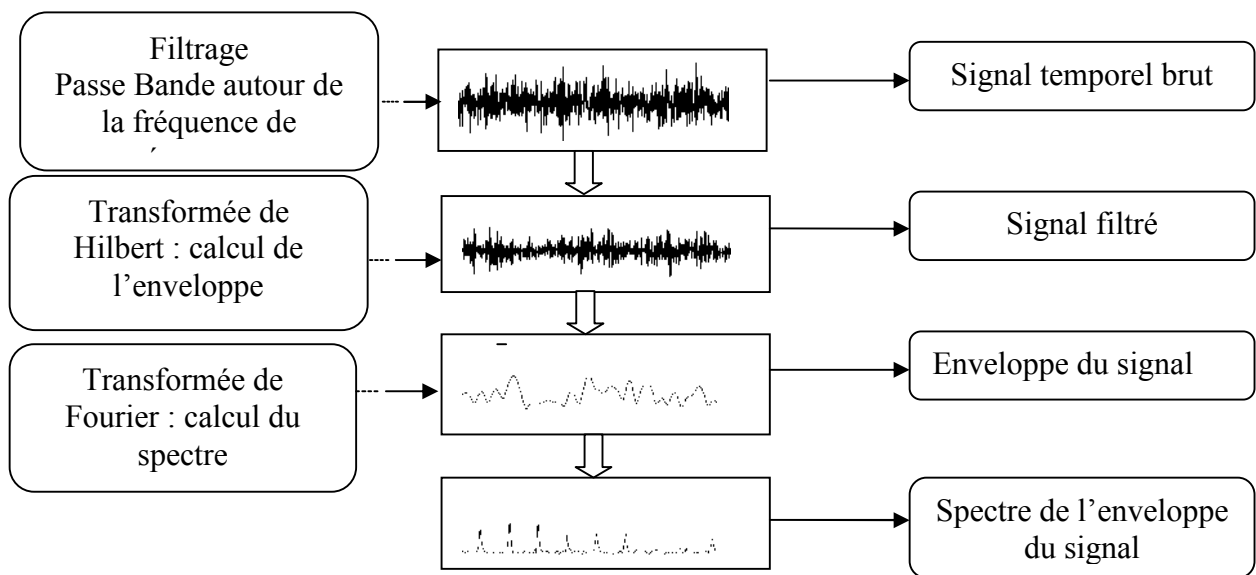 Filtrage
Passe Bande autour de
la fréquence de
Signal temporel brut
Transformée de
Hilbert : calcul de
l’enveloppe
Signal filtré
Transformée de
Fourier : calcul du
spectre
Enveloppe du signal
Spectre de l’enveloppe
du signal